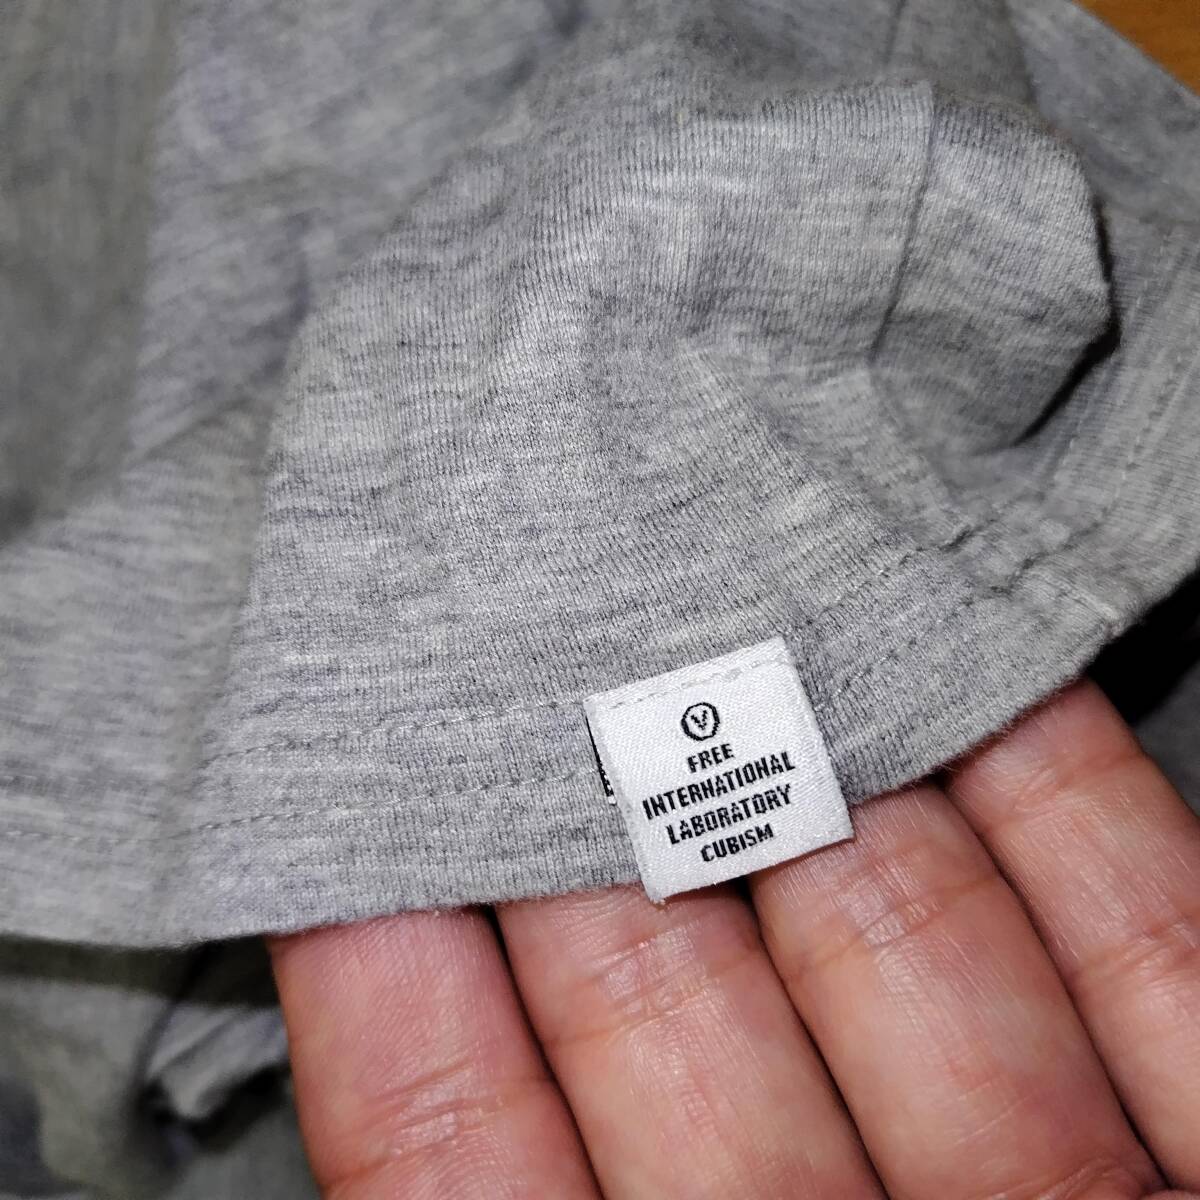 V
FREE
INTERNATIONAL
LABORATORY
CUBISM